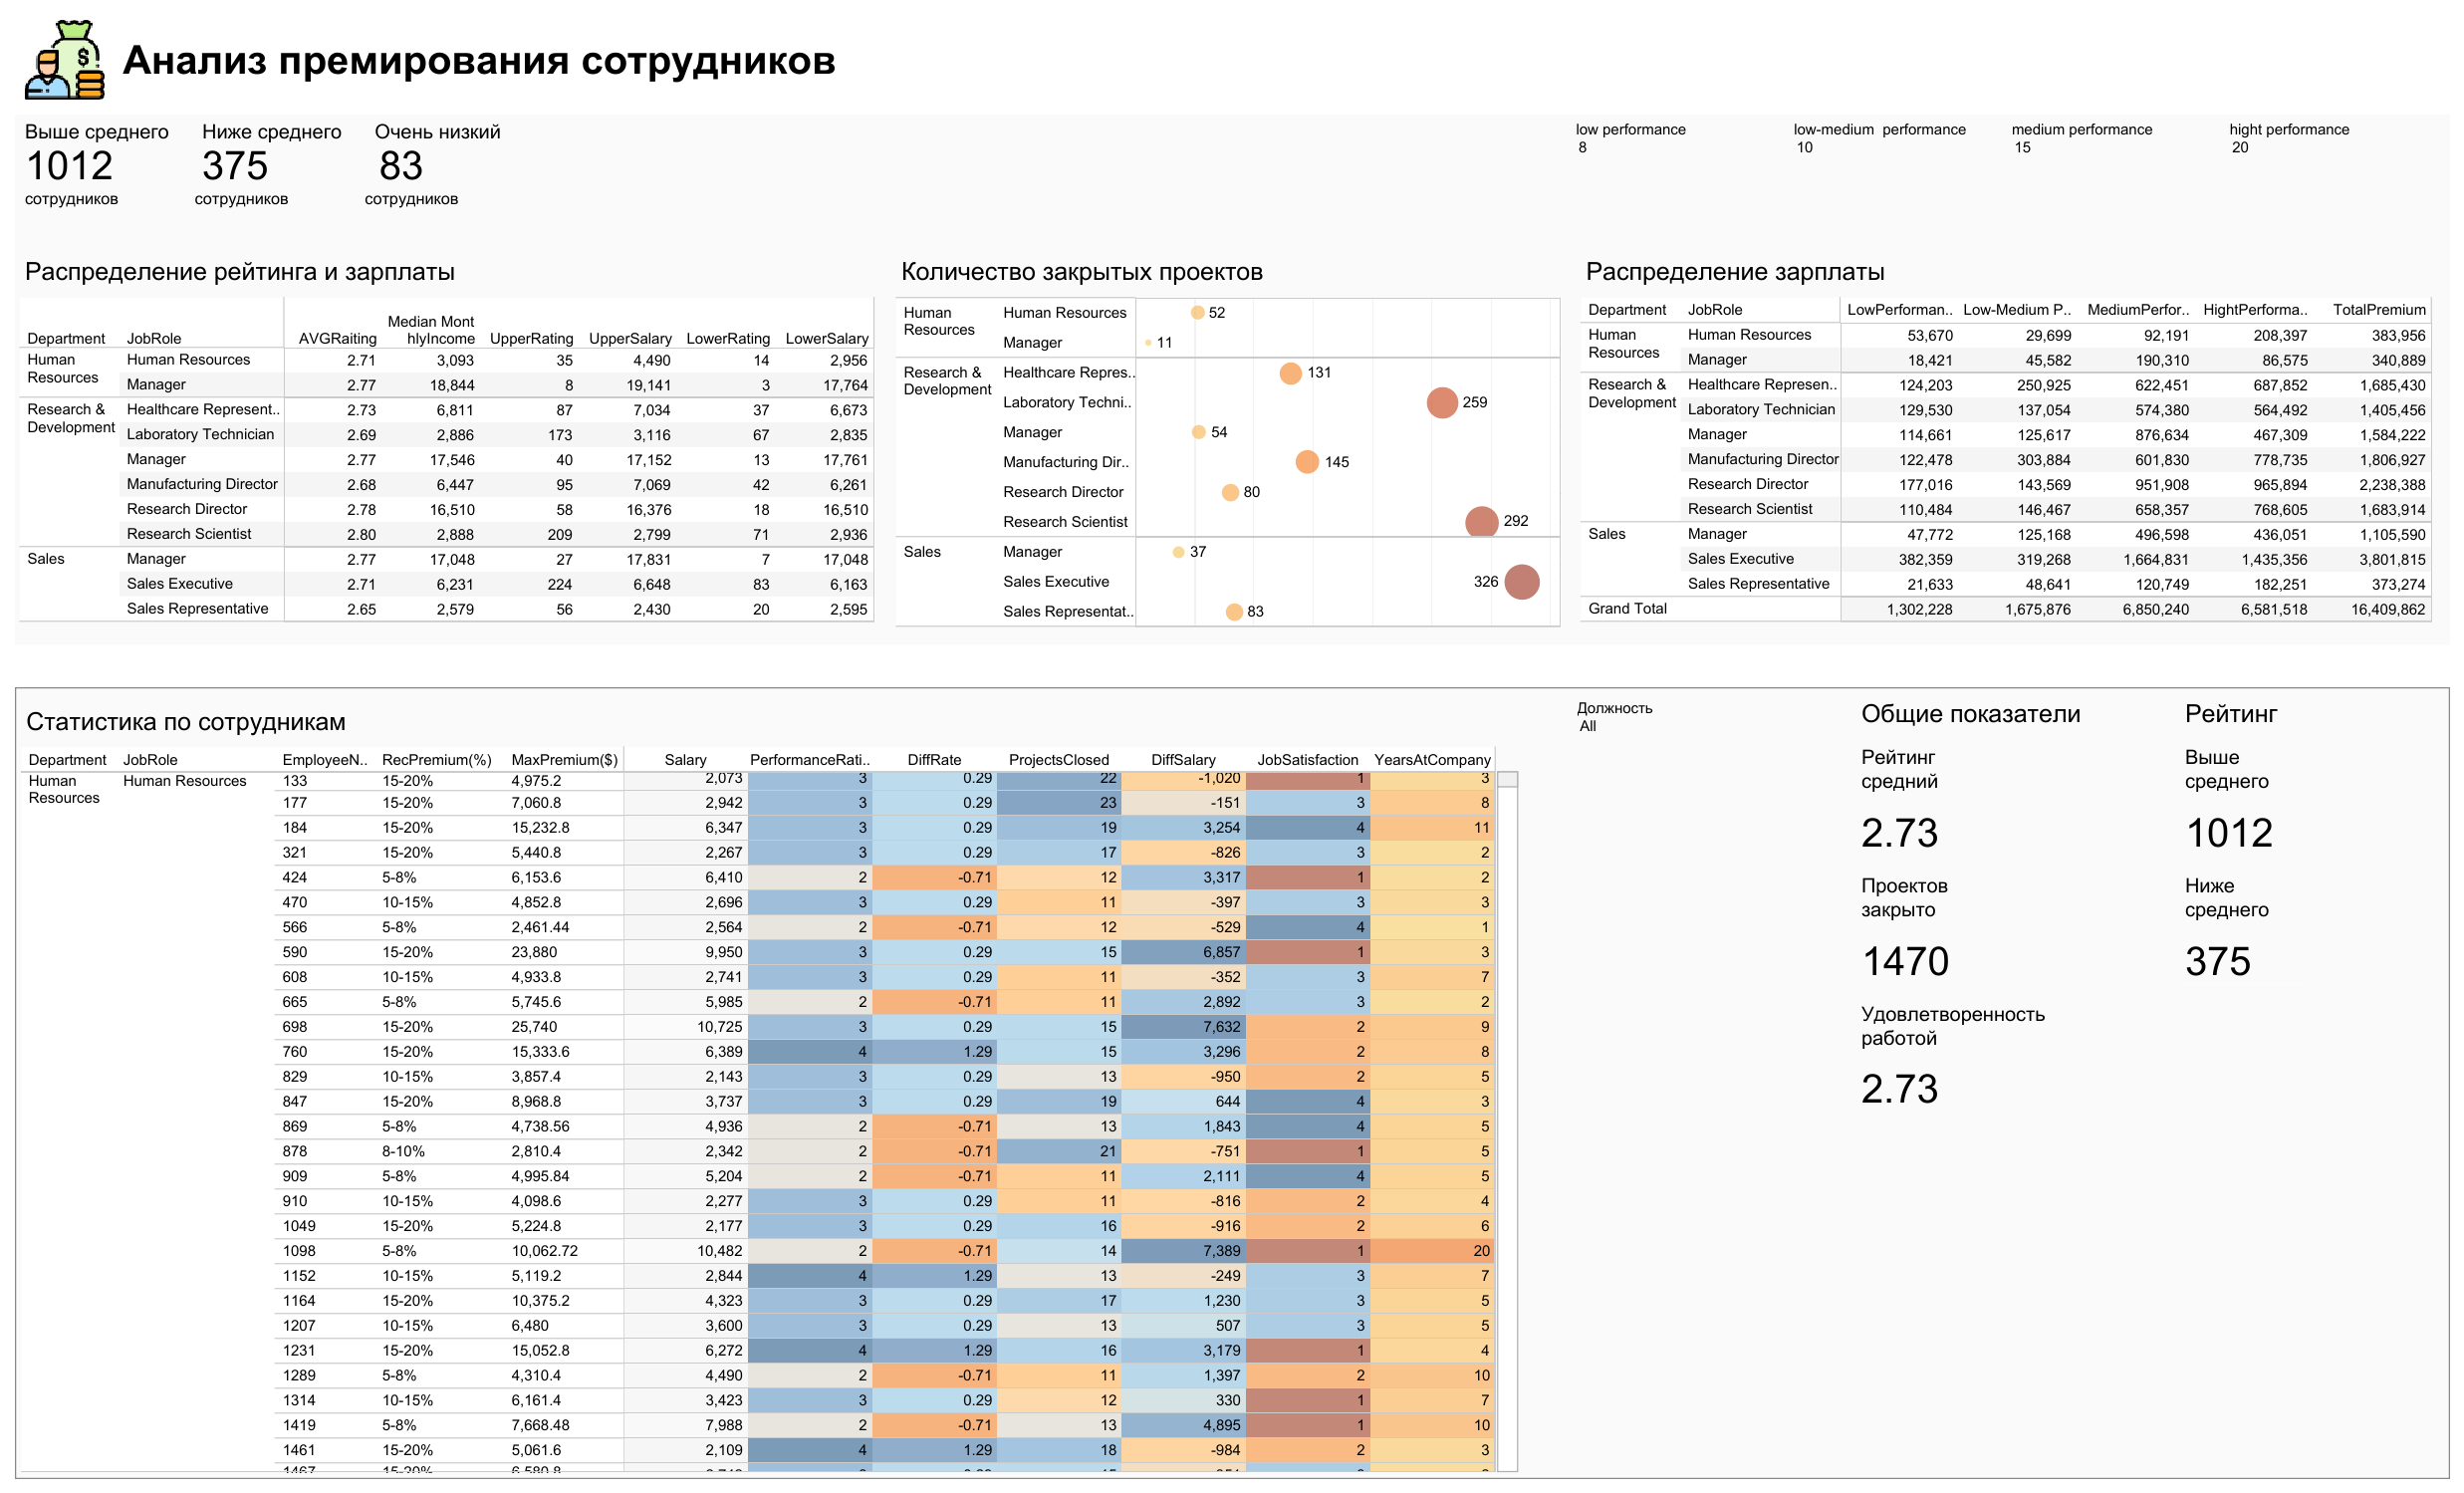 Анализ премирования сотрудников
Выше среднего Ниже среднего Очень низкий
1012 375 83
сотрудников сотрудников сотрудников
low performance low-medium performance medium performance hight performance
8 10 15 20
Распределение рейтинга и зарплаты
Department JobRole AVGRaiting Median Mont hlyIncome UpperRating UpperSalary LowerRating LowerSalary
Human Resources Human Resources 2.71 3,093 35 4,490 14 2,956
Manager 2.77 18,844 8 19,141 3 17,764
Research & Development Healthcare Represent.. 2.73 6,811 87 7,034 37 6,673
Laboratory Technician 2.69 2,886 173 3,116 67 2,835
Manager 2.77 17,546 40 17,152 13 17,761
Manufacturing Director 2.68 6,447 95 7,069 42 6,261
Research Director 2.78 16,510 58 16,376 18 16,510
Research Scientist 2.80 2,888 209 2,799 71 2,936
Sales Manager 2.77 17,048 27 17,831 7 17,048
Sales Executive 2.71 6,231 224 6,648 83 6,163
Sales Representative 2.65 2,579 56 2,430 20 2,595
Количество закрытых проектов
Human Resources Human Resources 52
Manager 11
Research & Development Healthcare Repres.. 131
Laboratory Techni.. 259
Manager 54
Manufacturing Dir.. 145
Research Director 80
Research Scientist 292
Sales Manager 37
Sales Executive 326
Sales Representat.. 83
Распределение зарплаты
Department JobRole LowPerforman.. Low-Medium P.. MediumPerfor.. HightPerforma.. TotalPremium
Human Resources Human Resources 53,670 29,699 92,191 208,397 383,956
Manager 18,421 45,582 190,310 86,575 340,889
Research & Development Healthcare Represen.. 124,203 250,925 622,451 687,852 1,685,430
Laboratory Technician 129,530 137,054 574,380 564,492 1,405,456
Manager 114,661 125,617 876,634 467,309 1,584,222
Manufacturing Director 122,478 303,884 601,830 778,735 1,806,927
Research Director 177,016 143,569 951,908 965,894 2,238,388
Research Scientist 110,484 146,467 658,357 768,605 1,683,914
Sales Manager 47,772 125,168 496,598 436,051 1,105,590
Sales Executive 382,359 319,268 1,664,831 1,435,356 3,801,815
Sales Representative 21,633 48,641 120,749 182,251 373,274
Grand Total 1,302,228 1,675,876 6,850,240 6,581,518 16,409,862
Статистика по сотрудникам
Department JobRole EmployeeN.. RecPremium(%) MaxPremium($) Salary PerformanceRati.. DiffRate ProjectsClosed DiffSalary JobSatisfaction YearsAtCompany
Human Resources Human Resources 133 15-20% 4,975.2 2,073 3 0.29 22 -1,020 1 3
177 15-20% 7,060.8 2,942 3 0.29 23 -151 3 8
184 15-20% 15,232.8 6,347 3 0.29 19 3,254 4 11
321 15-20% 5,440.8 2,267 3 0.29 17 -826 3 2
424 5-8% 6,153.6 6,410 2 -0.71 12 3,317 1 2
470 10-15% 4,852.8 2,696 3 0.29 11 -397 3 3
566 5-8% 2,461.44 2,564 2 -0.71 12 -529 4 1
590 15-20% 23,880 9,950 3 0.29 15 6,857 1 3
608 10-15% 4,933.8 2,741 3 0.29 11 -352 3 7
665 5-8% 5,745.6 5,985 2 -0.71 11 2,892 3 2
698 15-20% 25,740 10,725 3 0.29 15 7,632 2 9
760 15-20% 15,333.6 6,389 4 1.29 15 3,296 2 8
829 10-15% 3,857.4 2,143 3 0.29 13 -950 2 5
847 15-20% 8,968.8 3,737 3 0.29 19 644 4 3
869 5-8% 4,738.56 4,936 2 -0.71 13 1,843 4 5
878 8-10% 2,810.4 2,342 2 -0.71 21 -751 1 5
909 5-8% 4,995.84 5,204 2 -0.71 11 2,111 4 5
910 10-15% 4,098.6 2,277 3 0.29 11 -816 2 4
1049 15-20% 5,224.8 2,177 3 0.29 16 -916 2 6
1098 5-8% 10,062.72 10,482 2 -0.71 14 7,389 1 20
1152 10-15% 5,119.2 2,844 4 1.29 13 -249 3 7
1164 15-20% 10,375.2 4,323 3 0.29 17 1,230 3 5
1207 10-15% 6,480 3,600 3 0.29 13 507 3 5
1231 15-20% 15,052.8 6,272 4 1.29 16 3,179 1 4
1289 5-8% 4,310.4 4,490 2 -0.71 11 1,397 2 10
1314 10-15% 6,161.4 3,423 3 0.29 12 330 1 7
1419 5-8% 7,668.48 7,988 2 -0.71 13 4,895 1 10
1461 15-20% 5,061.6 2,109 4 1.29 18 -984 2 3
Должность
All
Общие показатели
Рейтинг
средний
2.73
Проектов
закрыто
1470
Удовлетворенность
работой
2.73
Рейтинг
Выше
среднего
1012
Ниже
среднего
375